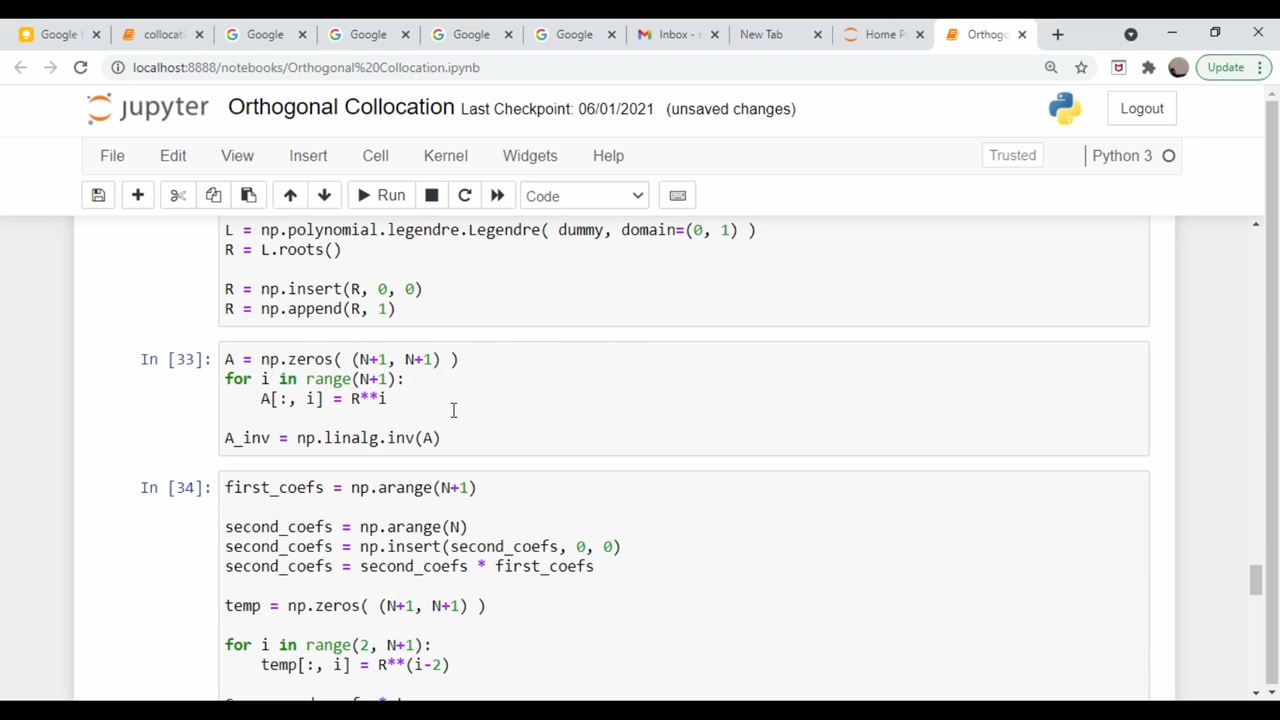 Google
collocati
Google
Google
Google
Google
Inbox -
New Tab
Home P
Orthogo
localhost:8888/notebooks/Orthogonal%20Collocation.ipynb
Update
jupyter Orthogonal Collocation Last Checkpoint: 06/01/2021 (unsaved changes)
Logout
File Edit View Insert Cell Kernel Widgets Help
Trusted
Python 3
Run
Code
L = np.polynomial.legendre.Legendre( dummy, domain=(0, 1) )
R = L.roots()
R = np.insert(R, 0, 0)
R = np.append(R, 1)
In [33]:
A = np.zeros( (N+1, N+1) )
for i in range(N+1):
    A[:, i] = R**i
A_inv = np.linalg.inv(A)
In [34]:
first_coefs = np.arange(N+1)
second_coefs = np.arange(N)
second_coefs = np.insert(second_coefs, 0, 0)
second_coefs = second_coefs * first_coefs
temp = np.zeros( (N+1, N+1) )
for i in range(2, N+1):
    temp[:, i] = R**(i-2)